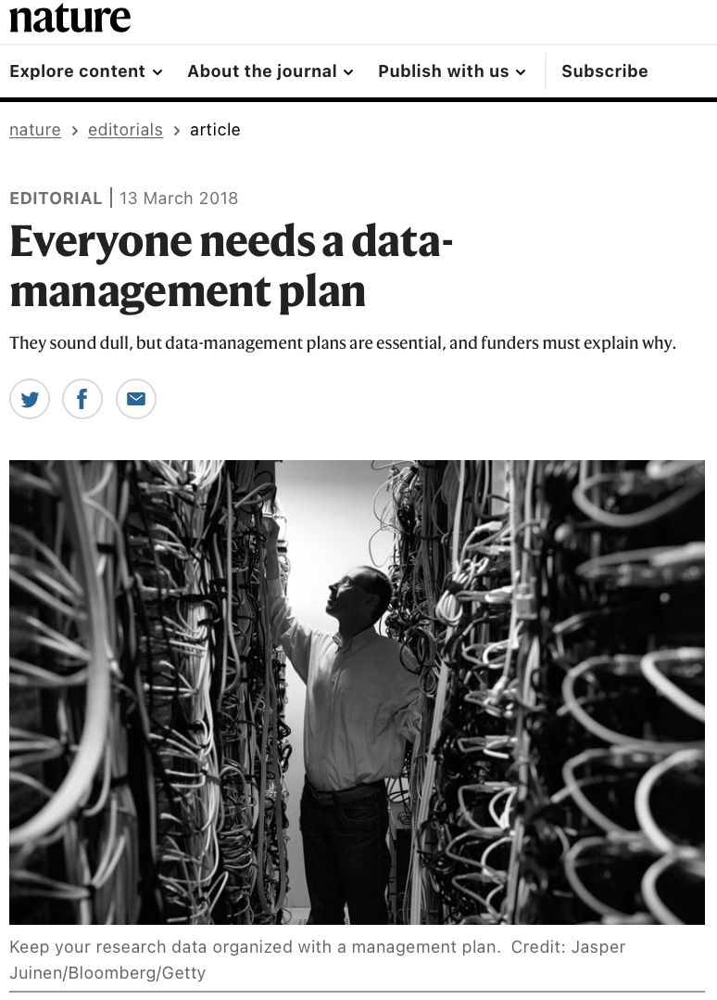 nature
Explore content About the journal Publish with us Subscribe
nature > editorials > article
EDITORIAL | 13 March 2018
Everyone needs a data-
management plan
They sound dull, but data-management plans are essential, and funders must explain why.
Keep your research data organized with a management plan. Credit: Jasper
Juinen/Bloomberg/Getty